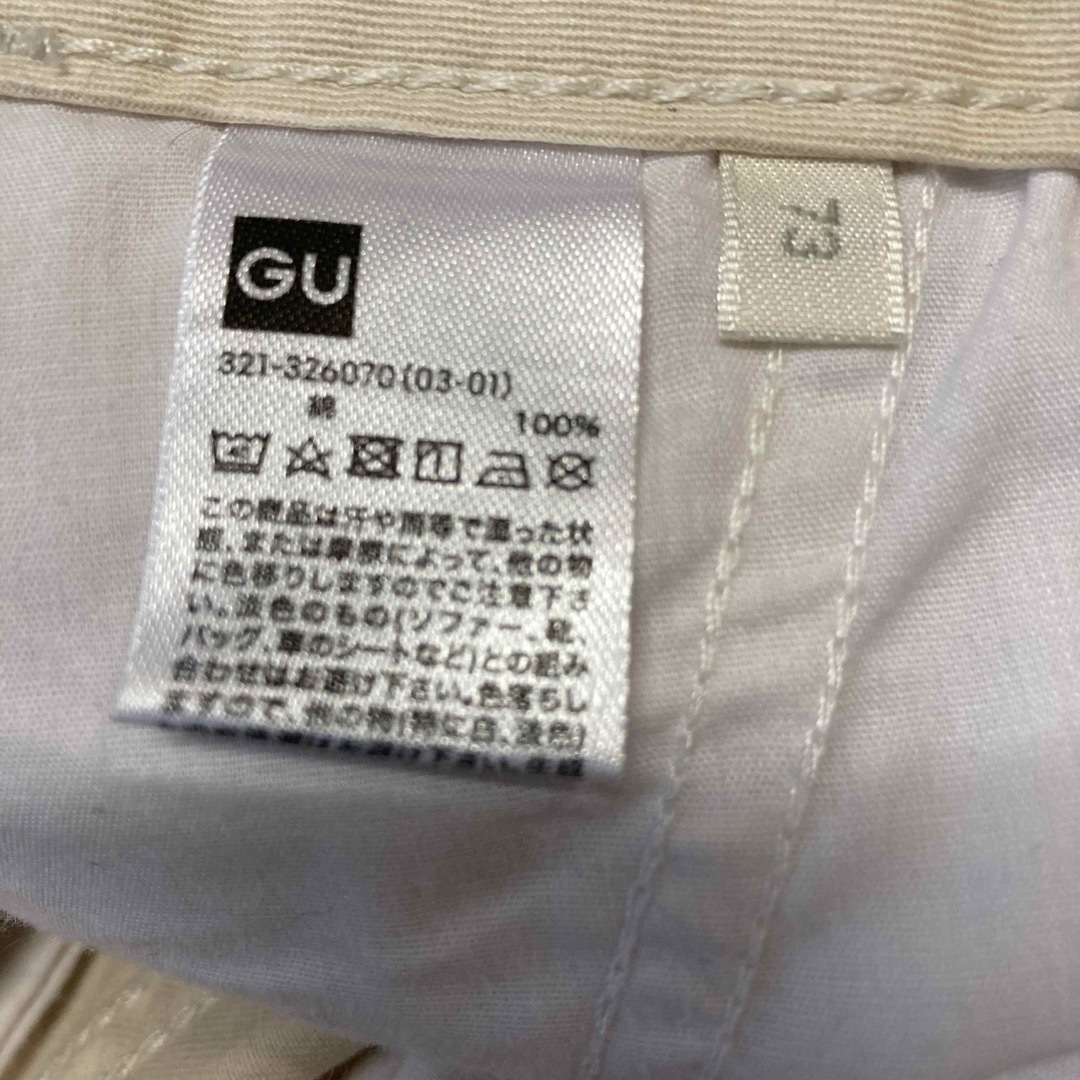 GU
73
321-326070(03-01)
綿 100%
この商品は汗や雨等で湿った状
態、または摩擦によって、他の物
に色移りしますのでご注意下さ
い。淡色のもの(ソファー、靴、
バッグ、車のシートなど)との組み
合わせはお避け下さい。色落ちし
ますので、他の物(特に白、淡色)